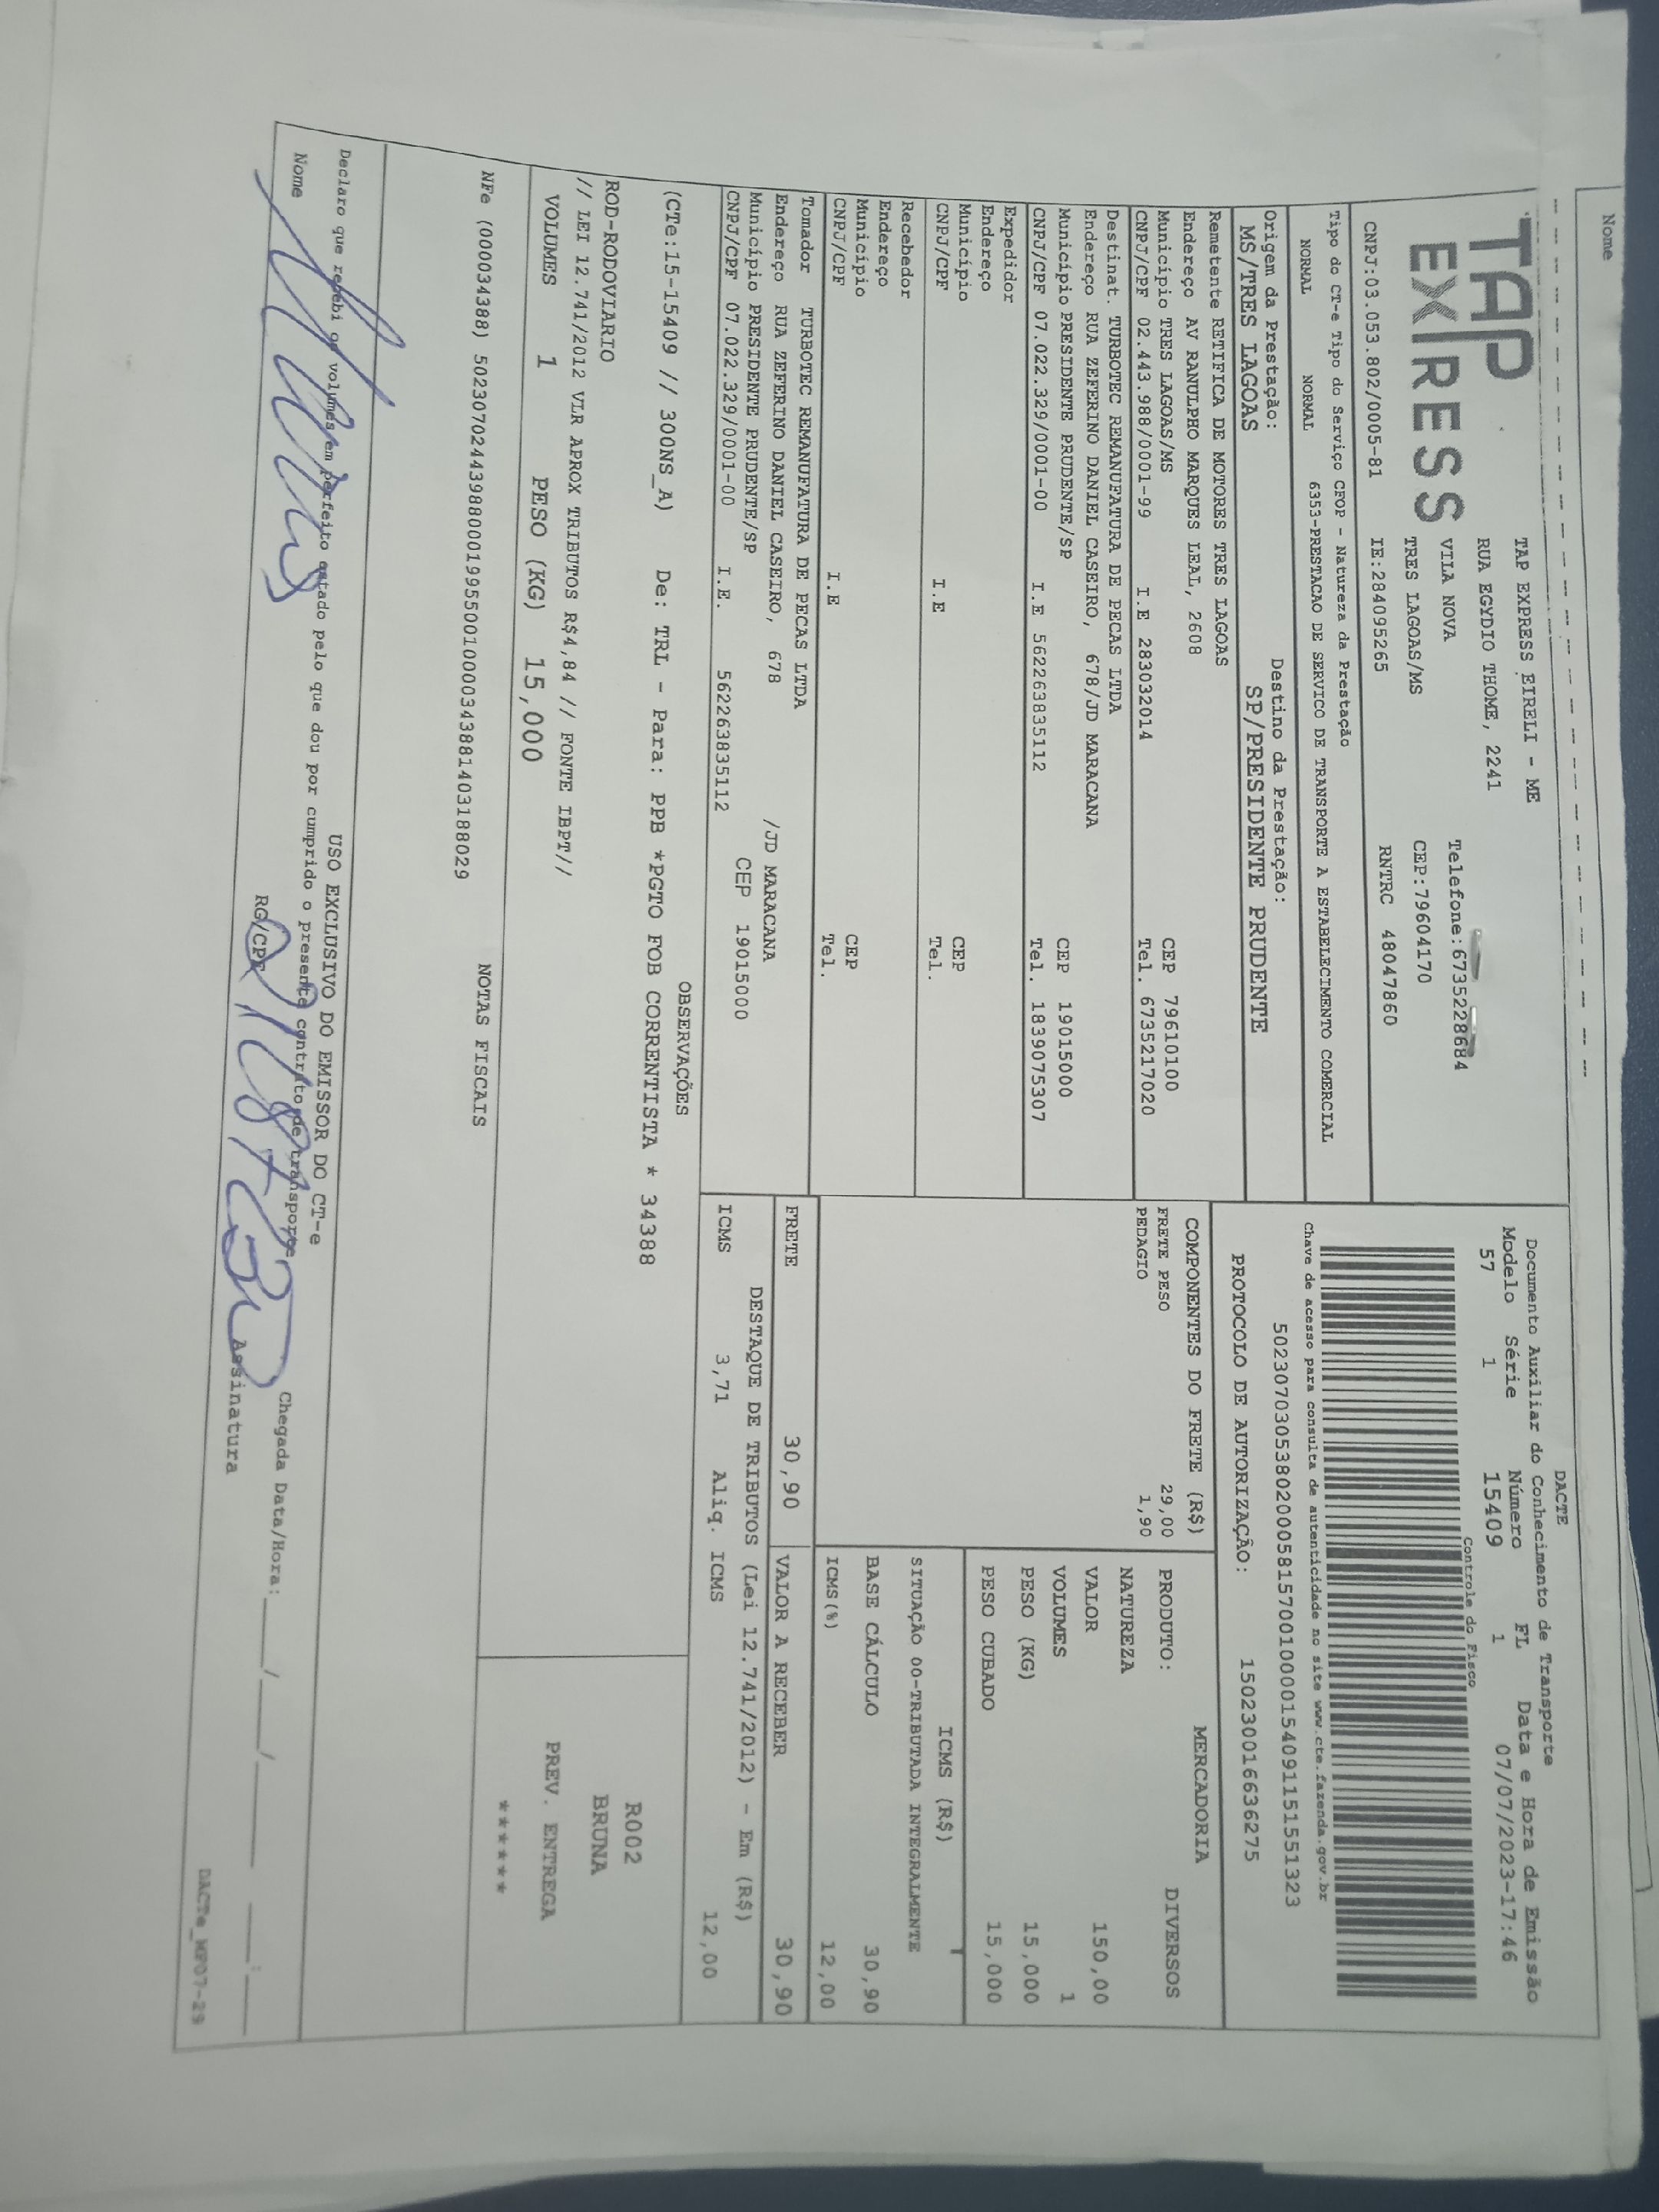 Nome
TAP
EXPRESS
TAP EXPRESS EIRELI - ME
RUA EGYDIO THOME, 2241
VILA NOVA
TRES LAGOAS/MS
Telefone:6735228684
CEP:79604170
CNPJ:03.053.802/0005-81 IE:284095265 RNTRC 48047860
DACTE
Documento Auxiliar do Conhecimento de Transporte
Modelo Série Número FL Data e Hora de Emissão
57 1 15409 1 07/07/2023-17:46
Controle do Fisco
Chave de acesso para consulta de autenticidade no site www.cte.fazenda.gov.br
50230703053802000581570010000154091151551323
PROTOCOLO DE AUTORIZAÇÃO: 150230016636275
Tipo do CT-e Tipo do Serviço CFOP - Natureza da Prestação
NORMAL NORMAL 6353-PRESTACAO DE SERVICO DE TRANSPORTE A ESTABELECIMENTO COMERCIAL
Origem da Prestação: Destino da Prestação:
MS/TRES LAGOAS SP/PRESIDENTE PRUDENTE
Remetente RETIFICA DE MOTORES TRES LAGOAS
Endereço AV RANULPHO MARQUES LEAL, 2608
Município TRES LAGOAS/MS CEP 79610100
CNPJ/CPF 02.443.988/0001-99 I.E 283032014 Tel. 6735217020
Destinat. TURBOTEC REMANUFATURA DE PECAS LTDA
Endereço RUA ZEFERINO DANIEL CASEIRO, 678/JD MARACANA
Município PRESIDENTE PRUDENTE/SP CEP 19015000
CNPJ/CPF 07.022.329/0001-00 I.E 562263835112 Tel. 1839075307
Expedidor
Endereço
Município CEP
CNPJ/CPF I.E Tel.
Recebedor
Endereço
Município CEP
CNPJ/CPF I.E Tel.
Tomador TURBOTEC REMANUFATURA DE PECAS LTDA
Endereço RUA ZEFERINO DANIEL CASEIRO, 678 /JD MARACANA
Município PRESIDENTE PRUDENTE/SP CEP 19015000
CNPJ/CPF 07.022.329/0001-00 I.E. 562263835112
COMPONENTES DO FRETE (R$)
FRETE PESO 29,00
PEDAGIO 1,90
MERCADORIA
PRODUTO: DIVERSOS
NATUREZA
VALOR 150,00
VOLUMES 1
PESO (KG) 15,000
PESO CUBADO 15,000
ICMS (R$)
SITUAÇÃO 00-TRIBUTADA INTEGRALMENTE
BASE CÁLCULO 30,90
ICMS(%) 12,00
FRETE 30,90 VALOR A RECEBER 30,90
DESTAQUE DE TRIBUTOS (Lei 12.741/2012) - Em (R$)
ICMS 3,71 Aliq. ICMS 12,00
OBSERVAÇÕES
(CTe:15-15409 // 300NS_A) De: TRL - Para: PPB *PGTO FOB CORRENTISTA * 34388
ROD-RODOVIARIO
// LEI 12.741/2012 VLR APROX TRIBUTOS R$4,84 // FONTE IBPT//
VOLUMES 1 PESO (KG) 15,000
R002
BRUNA
PREV. ENTREGA
******
NOTAS FISCAIS
NFe (000034388) 50230702443988000199550010000343881403188029
USO EXCLUSIVO DO EMISSOR DO CT-e
Declaro que recebi os volumes em perfeito estado pelo que dou por cumprido o presente contrato de transporte
Nome RG/CPF Assinatura
Chegada Data/Hora:____/____/______ ___:___
DACTe_MF07-29